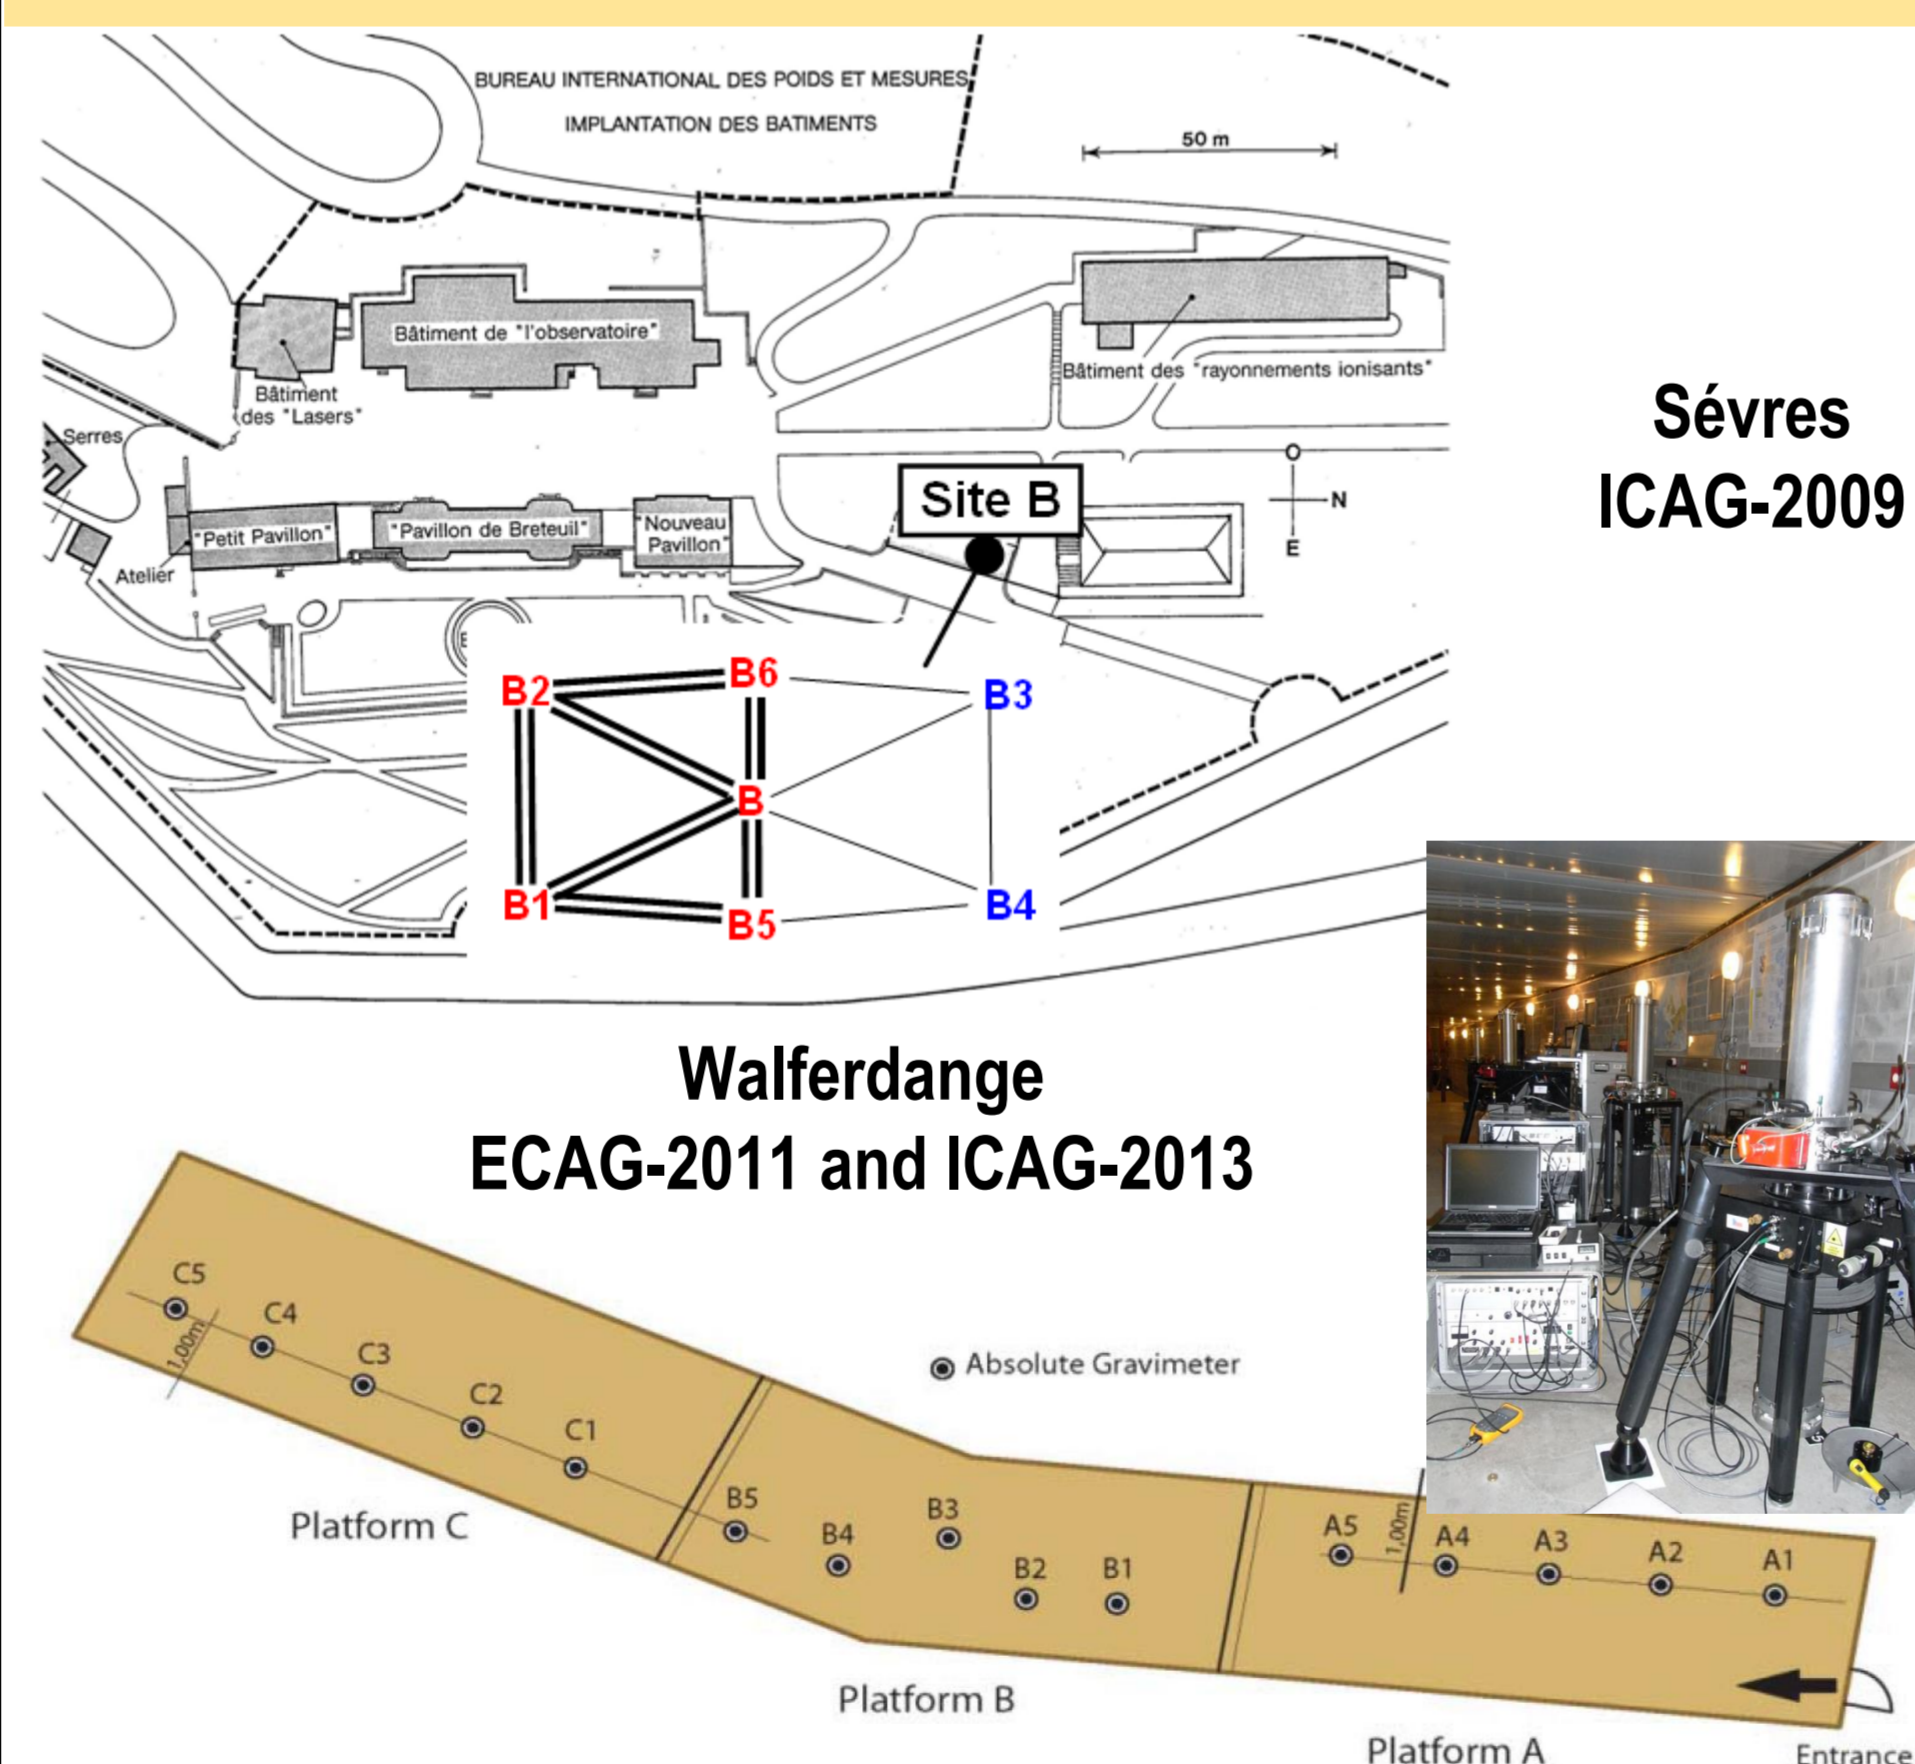 BUREAU INTERNATIONAL DES POIDS ET MESURES
IMPLANTATION DES BATIMENTS
50 m
Bâtiment de "l'observatoire"
Bâtiment
des "Lasers"
Bâtiment des "rayonnements ionisants"
Sévres
ICAG-2009
Serres
O
N
E
Site B
"Petit Pavillon"
"Pavillon de Breteuil"
"Nouveau
Pavillon"
Atelier
B2
B6
B3
B
B1
B5
B4
Walferdange
ECAG-2011 and ICAG-2013
C5
C4
C3
C2
C1
1,00m
Absolute Gravimeter
B5
B4
B3
B2
B1
A5
1,00m
A4
A3
A2
A1
Platform C
Platform B
Platform A
Entrance